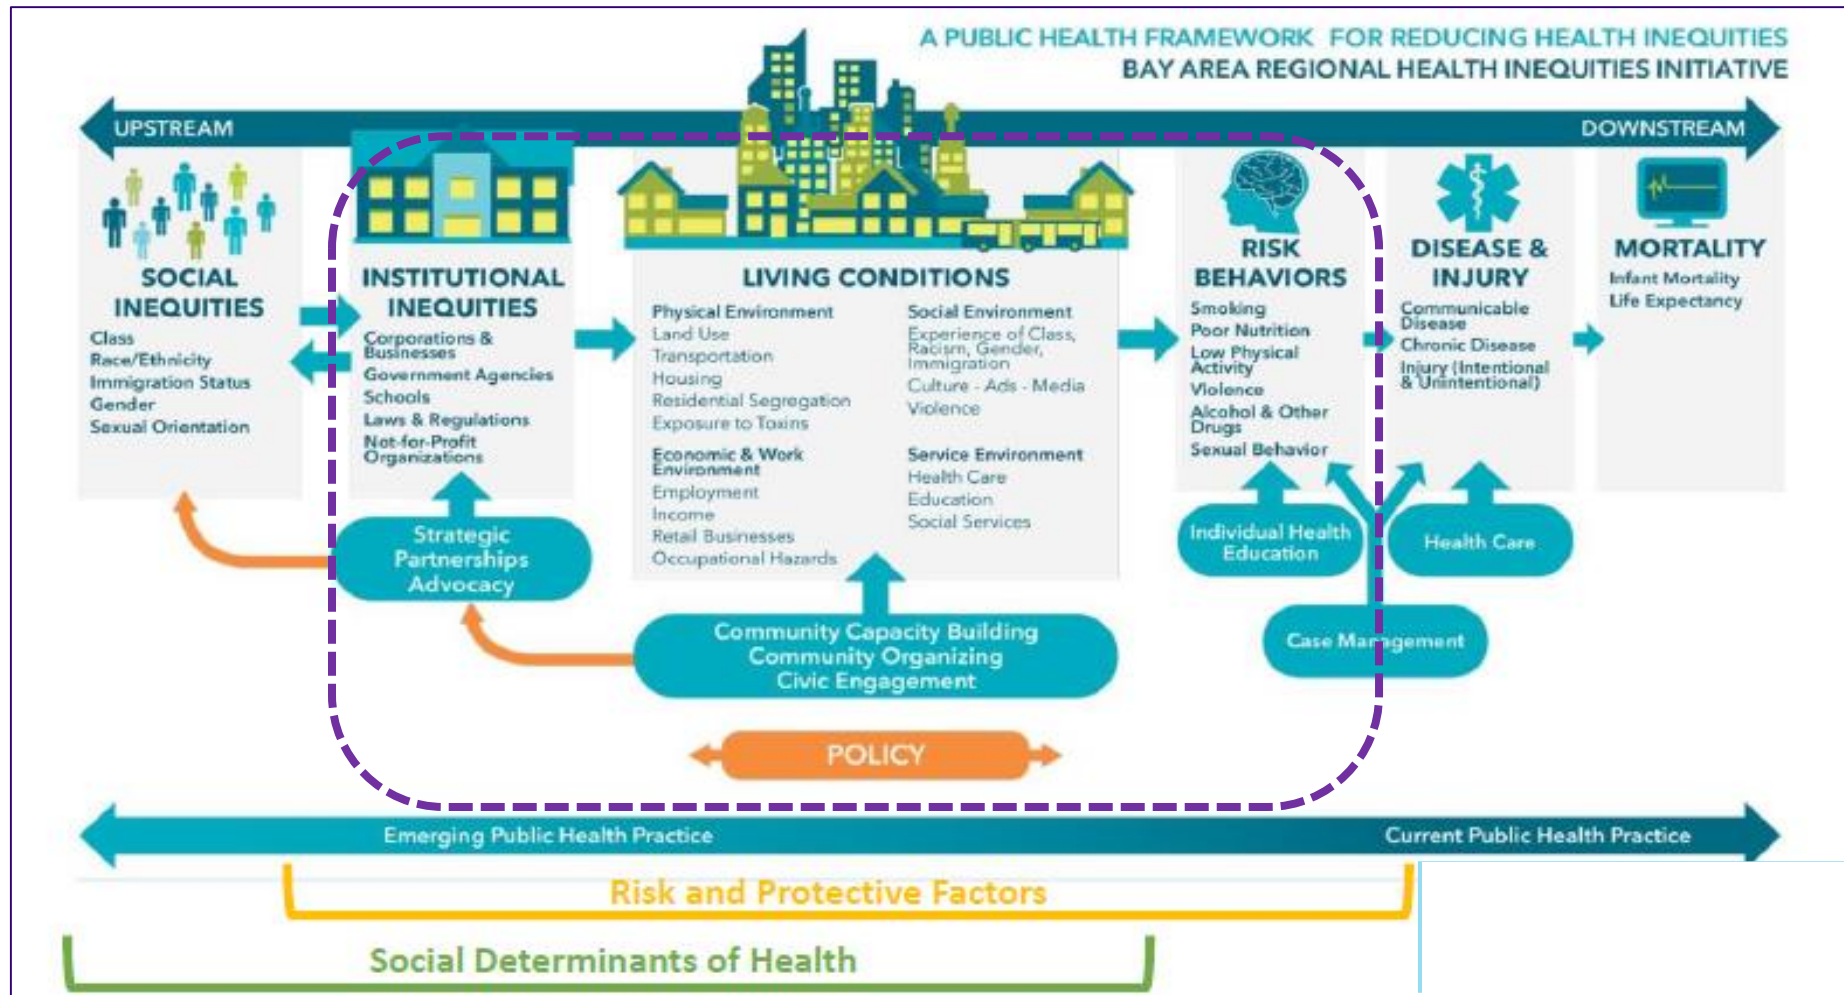 A PUBLIC HEALTH FRAMEWORK FOR REDUCING HEALTH INEQUITIES
BAY AREA REGIONAL HEALTH INEQUITIES INITIATIVE
UPSTREAM
DOWNSTREAM
SOCIAL
INEQUITIES
Class
Race/Ethnicity
Immigration Status
Gender
Sexual Orientation
INSTITUTIONAL
INEQUITIES
Corporations &
Businesses
Government Agencies
Schools
Laws & Regulations
Not-for-Profit
Organizations
LIVING CONDITIONS
Physical Environment
Land Use
Transportation
Housing
Residential Segregation
Exposure to Toxins
Economic & Work
Environment
Employment
Income
Retail Businesses
Occupational Hazards
Social Environment
Experience of Class,
Racism, Gender,
Immigration
Culture - Ads - Media
Violence
Service Environment
Health Care
Education
Social Services
RISK
BEHAVIORS
Smoking
Poor Nutrition
Low Physical
Activity
Violence
Alcohol & Other
Drugs
Sexual Behavior
DISEASE &
INJURY
Communicable
Disease
Chronic Disease
Injury (Intentional
& Unintentional)
MORTALITY
Infant Mortality
Life Expectancy
Strategic
Partnerships
Advocacy
Community Capacity Building
Community Organizing
Civic Engagement
Individual Health
Education
Health Care
Case Management
POLICY
Emerging Public Health Practice
Current Public Health Practice
Risk and Protective Factors
Social Determinants of Health